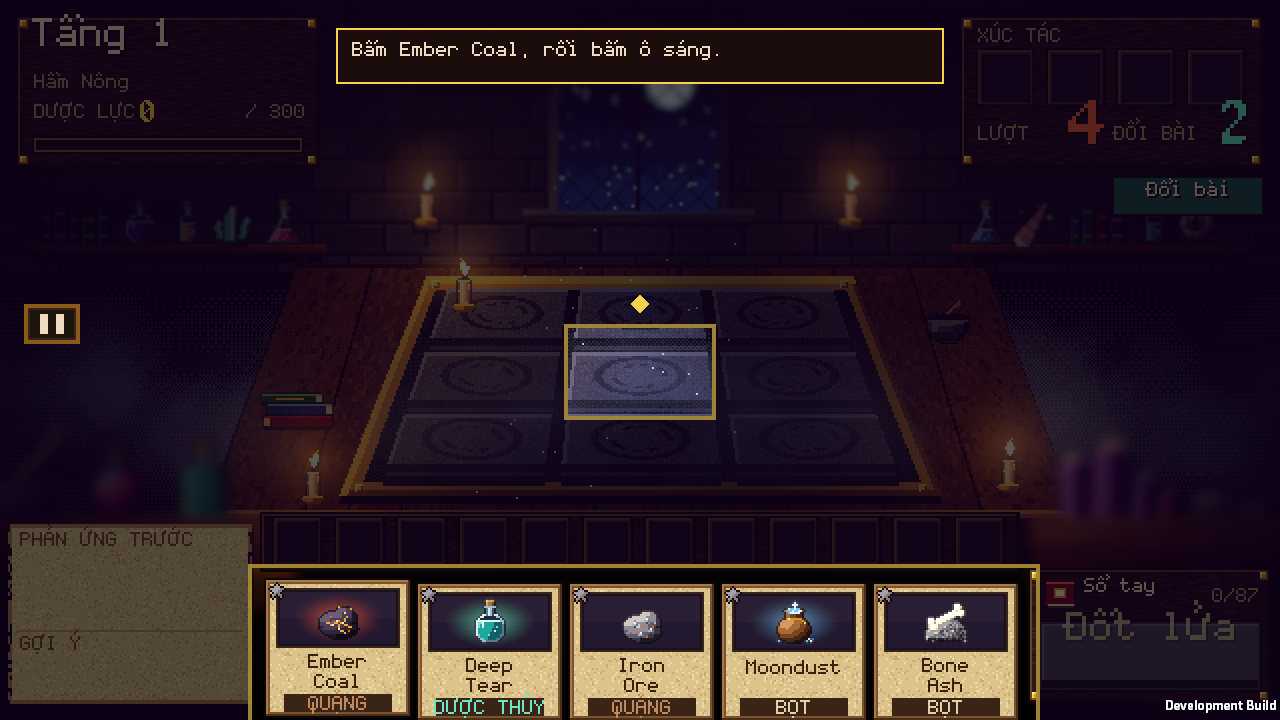 Tầng 1
Hầm Nông
DƯỢC LỰC 0 / 300
Bấm Ember Coal, rồi bấm ô sáng.
XÚC TÁC
LƯỢT 4 ĐỔI BÀI 2
Đổi bài
PHẢN ỨNG TRƯỚC
GỢI Ý
Ember
Coal
QUẶNG
Deep
Tear
DƯỢC THỦY
Iron
Ore
QUẶNG
Moondust
BỘT
Bone
Ash
BỘT
Sổ tay 0/87
Đốt lửa
Development Build